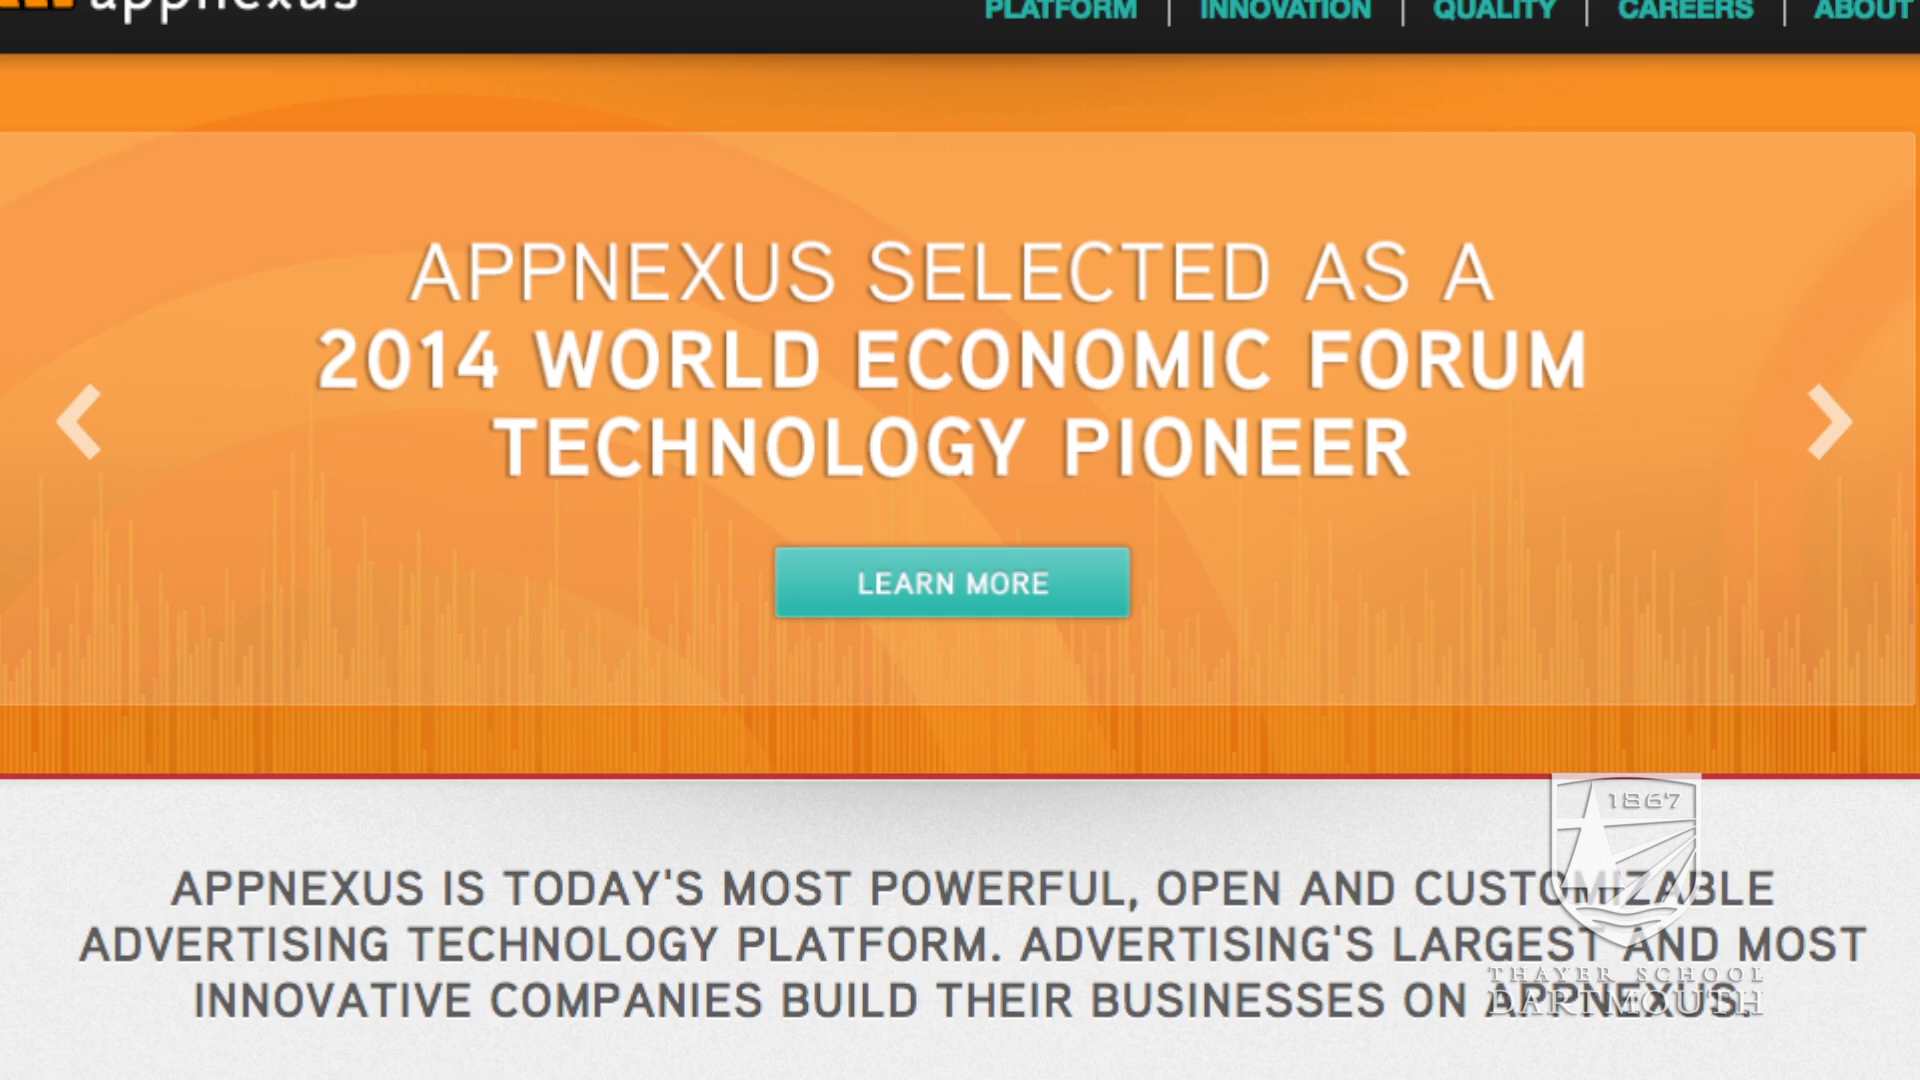 appnexus
PLATFORM | INNOVATION | QUALITY | CAREERS | ABOUT
APPNEXUS SELECTED AS A
2014 WORLD ECONOMIC FORUM
TECHNOLOGY PIONEER
LEARN MORE
1867
APPNEXUS IS TODAY'S MOST POWERFUL, OPEN AND CUSTOMIZABLE
ADVERTISING TECHNOLOGY PLATFORM. ADVERTISING'S LARGEST AND MOST
INNOVATIVE COMPANIES BUILD THEIR BUSINESSES ON APPNEXUS.
THAYER SCHOOL
DARTMOUTH